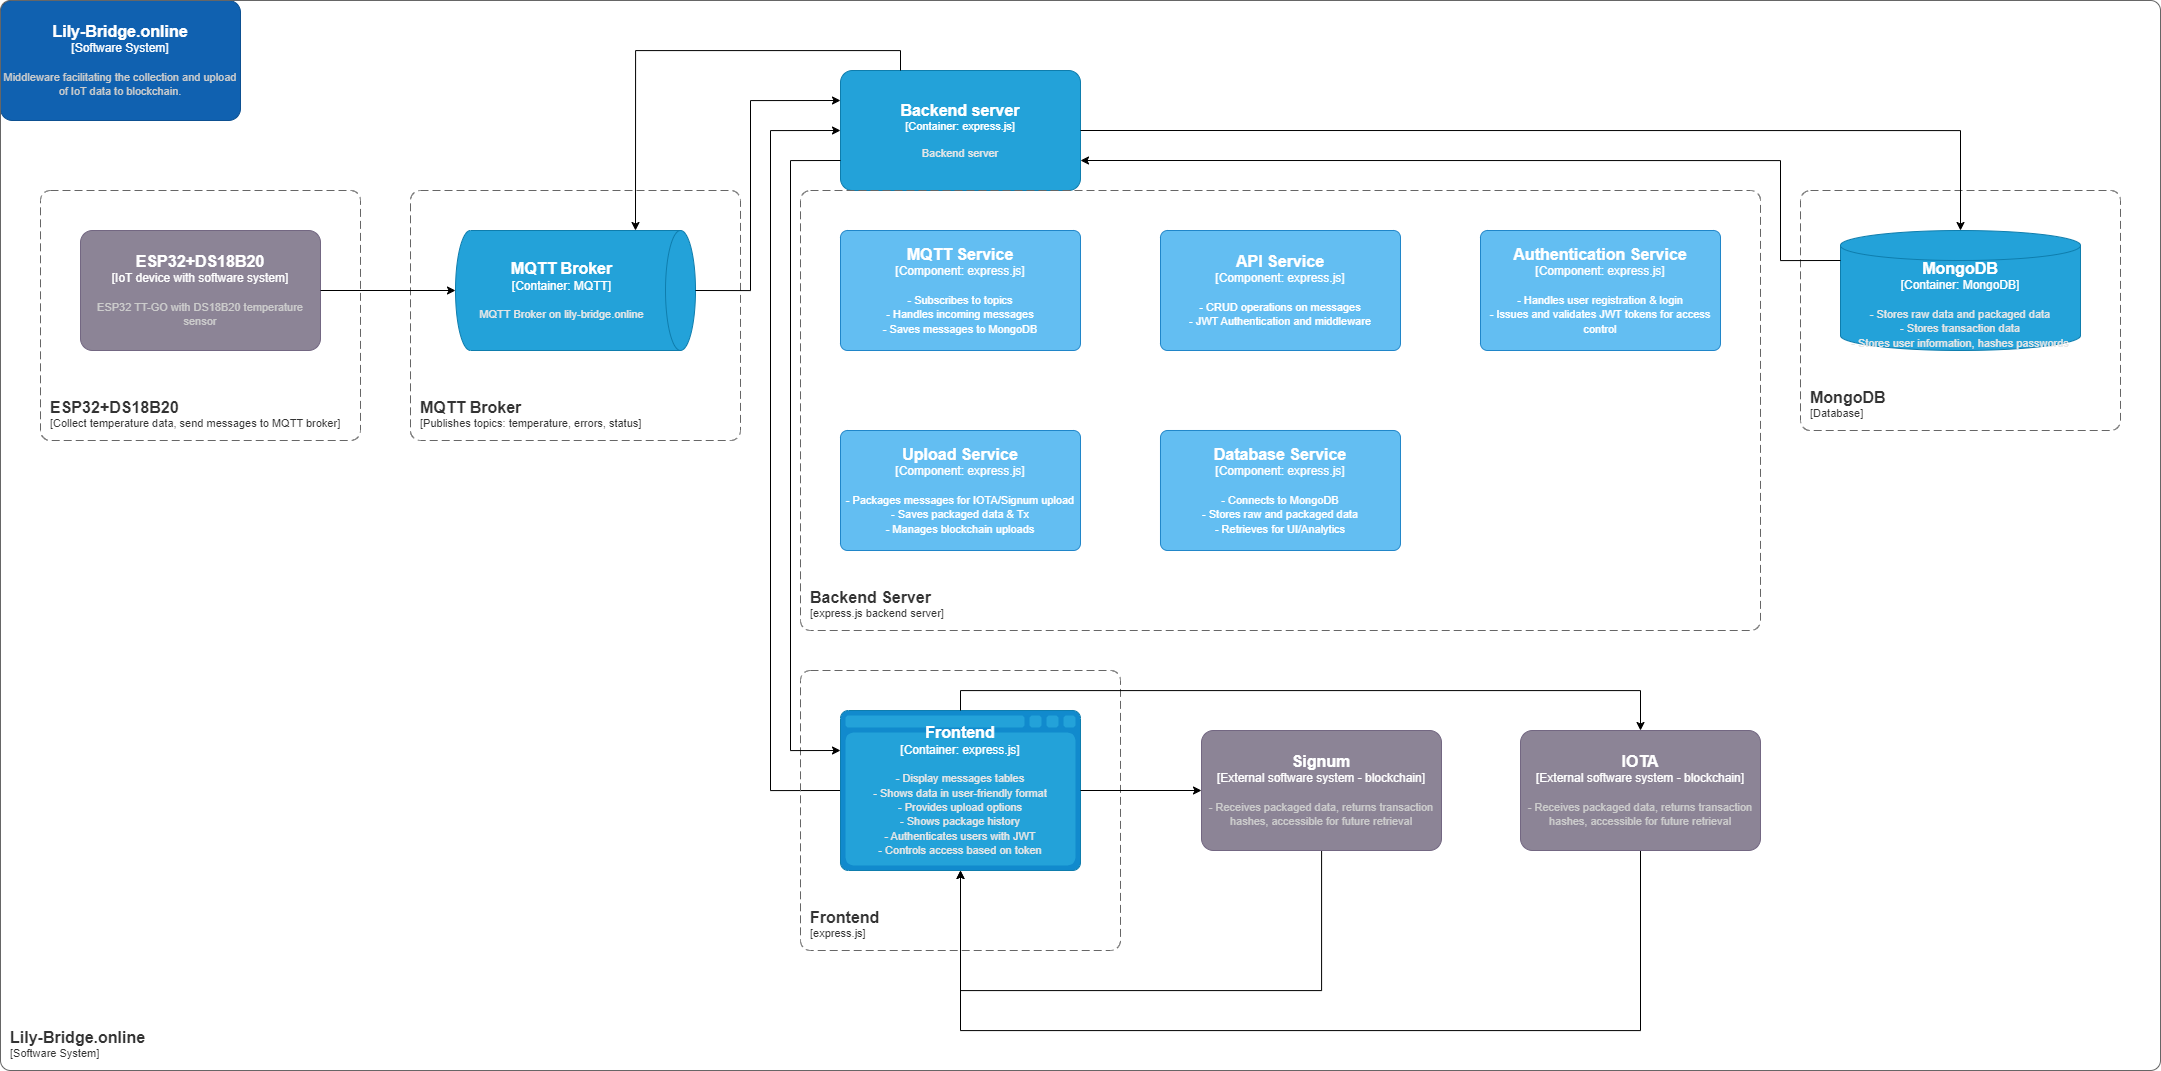 Lily-Bridge.online
[Software System]
Middleware facilitating the collection and upload
of IoT data to blockchain.
Backend server
[Container: express.js]
Backend server
ESP32+DS18B20
[IoT device with software system]
ESP32 TT-GO with DS18B20 temperature
sensor
ESP32+DS18B20
[Collect temperature data, send messages to MQTT broker]
MQTT Broker
[Container: MQTT]
MQTT Broker on lily-bridge.online
MQTT Broker
[Publishes topics: temperature, errors, status]
MQTT Service
[Component: express.js]
- Subscribes to topics
- Handles incoming messages
- Saves messages to MongoDB
API Service
[Component: express.js]
- CRUD operations on messages
- JWT Authentication and middleware
Authentication Service
[Component: express.js]
- Handles user registration & login
- Issues and validates JWT tokens for access
control
Upload Service
[Component: express.js]
- Packages messages for IOTA/Signum upload
- Saves packaged data & Tx
- Manages blockchain uploads
Database Service
[Component: express.js]
- Connects to MongoDB
- Stores raw and packaged data
- Retrieves for UI/Analytics
Backend Server
[express.js backend server]
MongoDB
[Container: MongoDB]
- Stores raw data and packaged data
- Stores transaction data
Stores user information, hashes passwords
MongoDB
[Database]
Frontend
[Container: express.js]
- Display messages tables
- Shows data in user-friendly format
- Provides upload options
- Shows package history
- Authenticates users with JWT
- Controls access based on token
Frontend
[express.js]
Signum
[External software system - blockchain]
- Receives packaged data, returns transaction
hashes, accessible for future retrieval
IOTA
[External software system - blockchain]
- Receives packaged data, returns transaction
hashes, accessible for future retrieval
Lily-Bridge.online
[Software System]